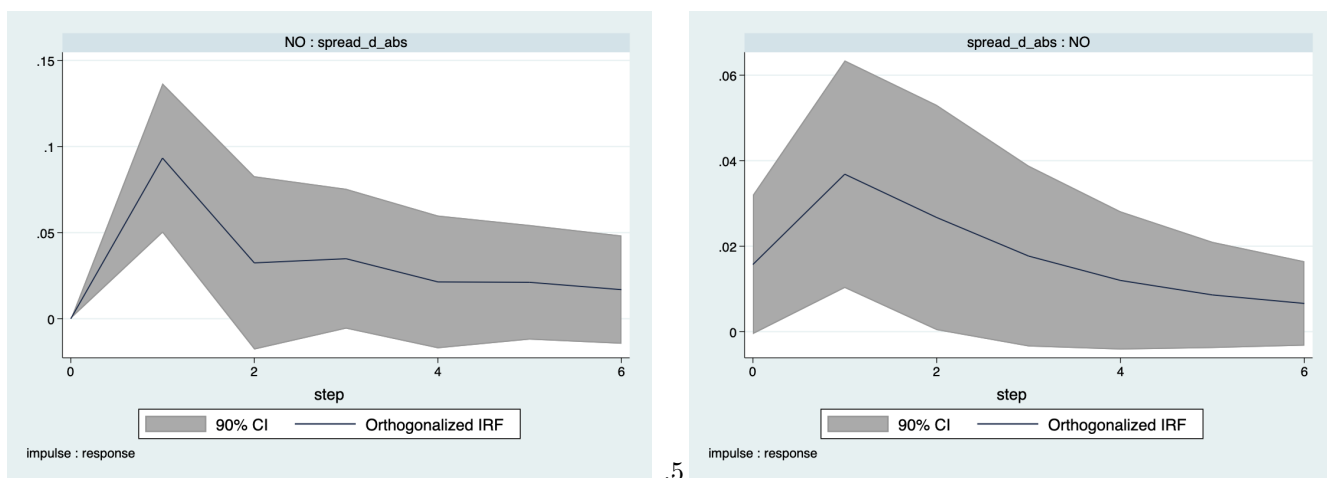 NO : spread_d_abs
.15
.1
.05
0
0 2 4 6
step
90% CI Orthogonalized IRF
impulse : response
.5
spread_d_abs : NO
.06
.04
.02
0
0 2 4 6
step
90% CI Orthogonalized IRF
impulse : response